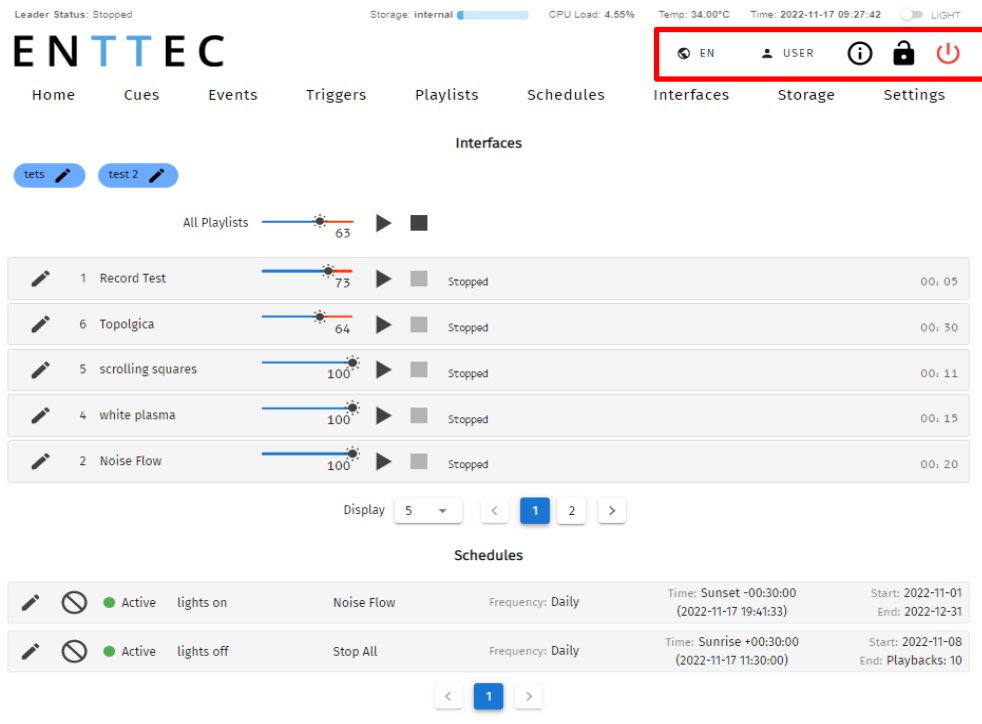 Leader Status: Stopped Storage: internal CPU Load: 4.55% Temp: 34.00°C Time: 2022-11-17 09:27:42 LIGHT
ENTTEC
EN USER
Home Cues Events Triggers Playlists Schedules Interfaces Storage Settings
Interfaces
tets test 2
All Playlists 63
1 Record Test 73 Stopped 00: 05
6 Topolgica 64 Stopped 00: 30
5 scrolling squares 100 Stopped 00: 11
4 white plasma 100 Stopped 00: 15
2 Noise Flow 100 Stopped 00: 20
Display 5 < 1 2 >
Schedules
Active lights on Noise Flow Frequency: Daily Time: Sunset -00:30:00 Start: 2022-11-01
(2022-11-17 19:41:33) End: 2022-12-31
Active lights off Stop All Frequency: Daily Time: Sunrise +00:30:00 Start: 2022-11-08
(2022-11-17 11:30:00) End: Playbacks: 10
< 1 >